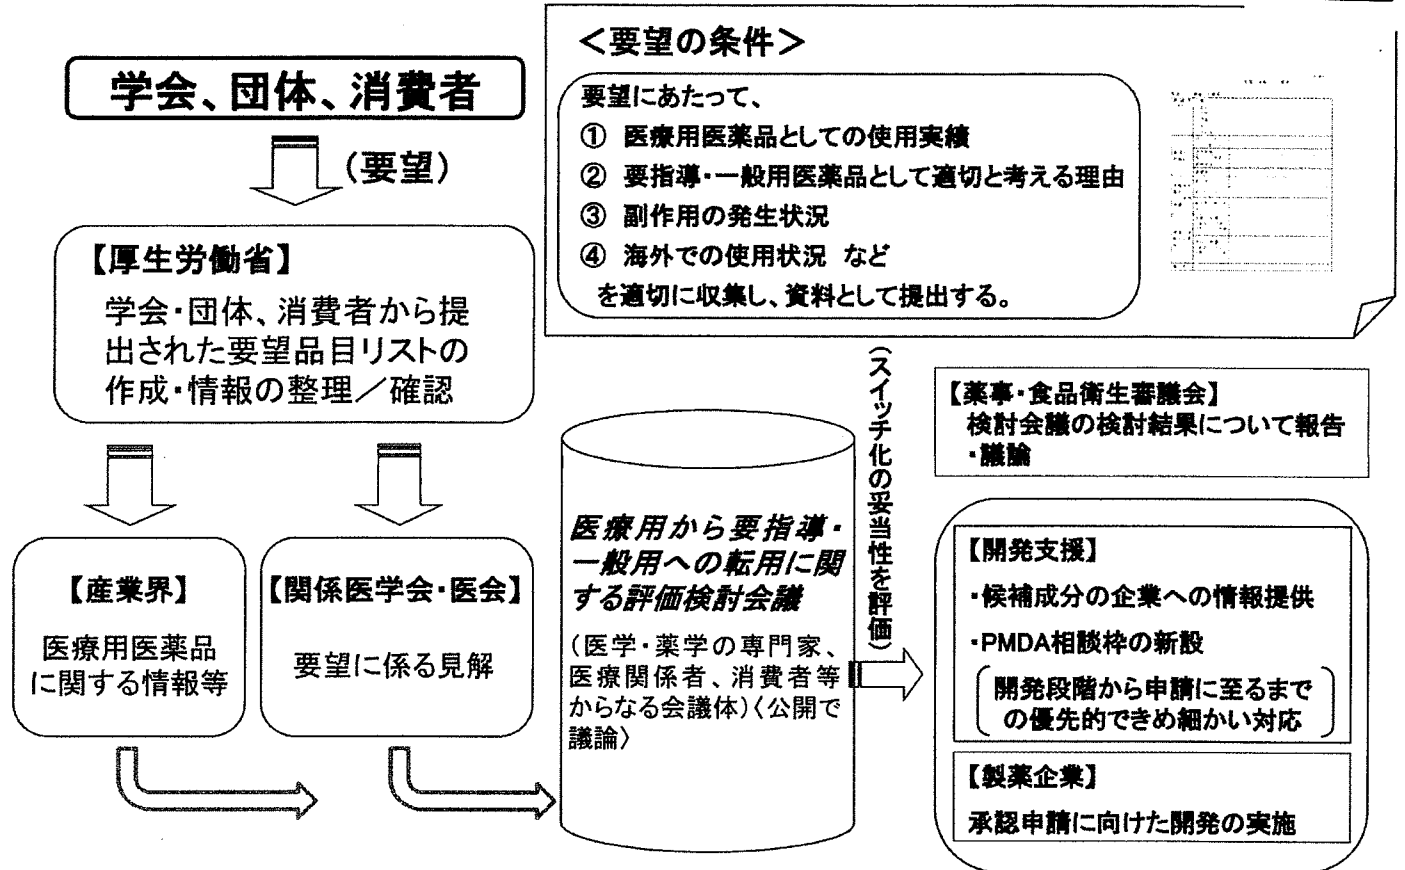 学会、団体、消費者
（要望）
＜要望の条件＞
要望にあたって、
① 医療用医薬品としての使用実績
② 要指導・一般用医薬品として適切と考える理由
③ 副作用の発生状況
④ 海外での使用状況 など
を適切に収集し、資料として提出する。
【厚生労働省】
学会・団体、消費者から提
出された要望品目リストの
作成・情報の整理／確認
【産業界】
医療用医薬品
に関する情報等
【関係医学会・医会】
要望に係る見解
医療用から要指導・
一般用への転用に関
する評価検討会議
（医学・薬学の専門家、
医療関係者、消費者等
からなる会議体）〈公開で
議論〉
（スイッチ化の妥当性を評価）
【薬事・食品衛生審議会】
検討会議の検討結果について報告
・議論
【開発支援】
・候補成分の企業への情報提供
・PMDA相談枠の新設
開発段階から申請に至るまで
の優先的できめ細かい対応
【製薬企業】
承認申請に向けた開発の実施